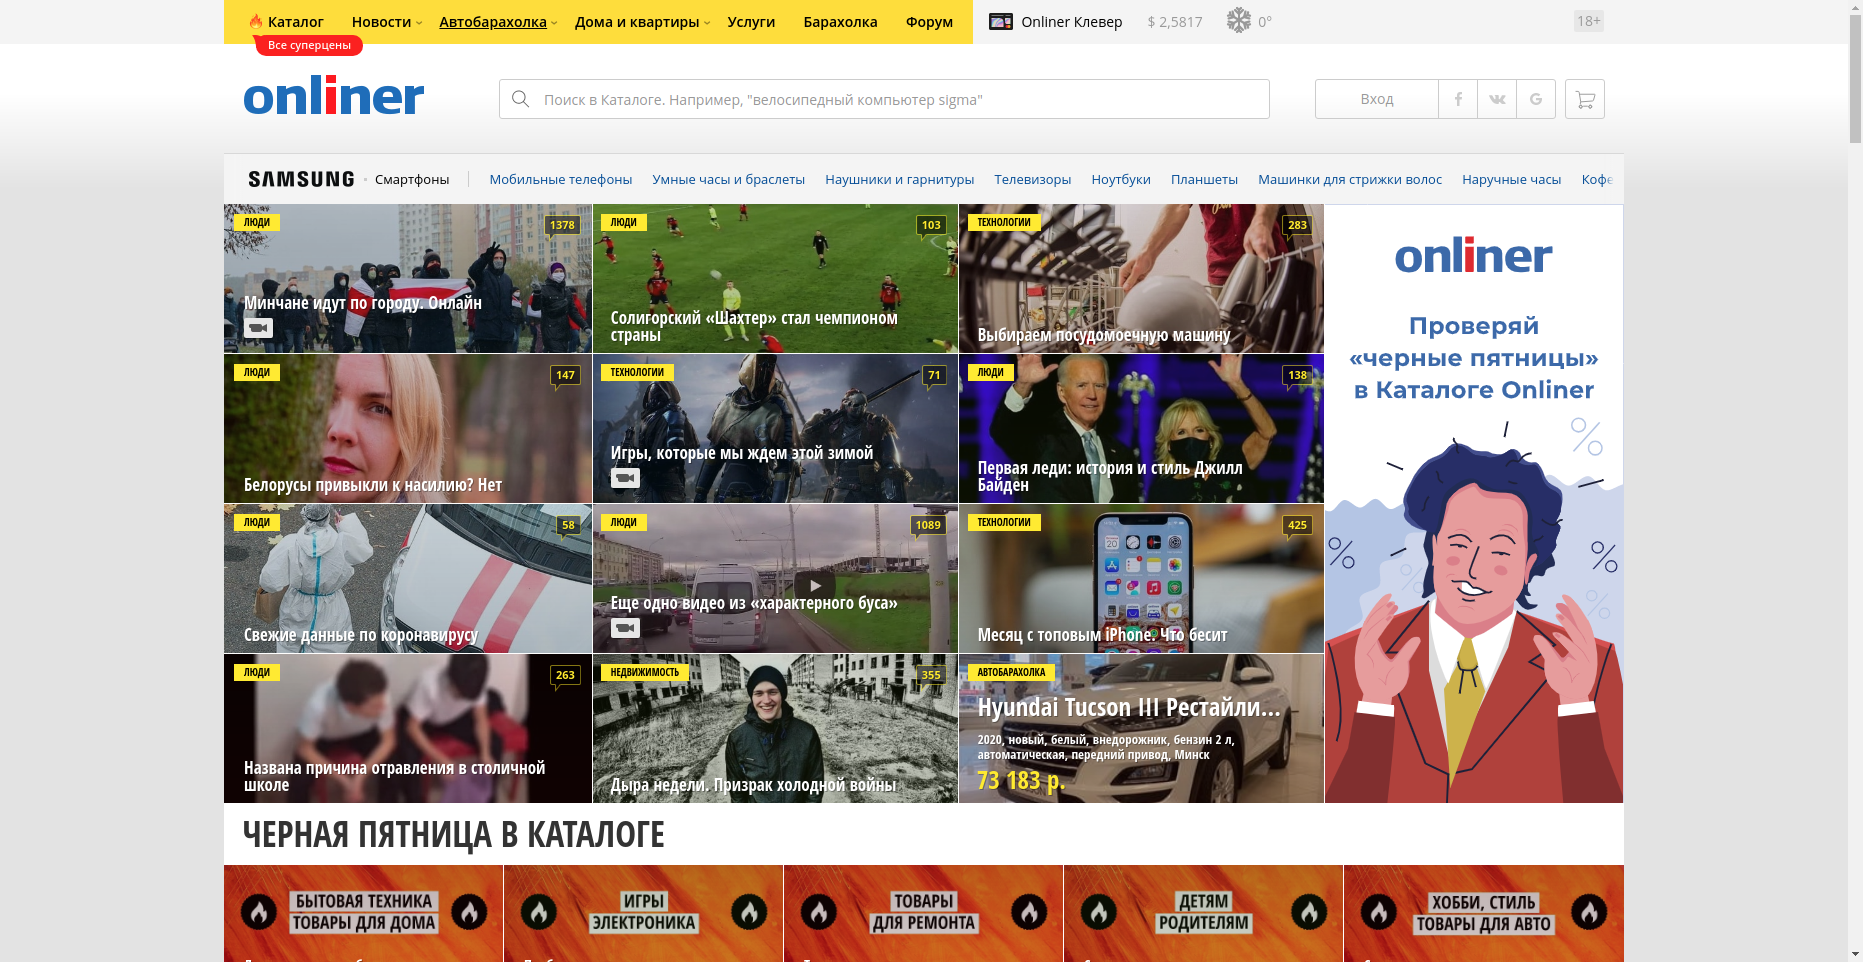 Каталог Новости Автобарахолка Дома и квартиры Услуги Барахолка Форум Onliner Клевер $ 2,5817 0° 18+
Все суперцены
onliner
Поиск в Каталоге. Например, "велосипедный компьютер sigma"
Вход
SAMSUNG Смартфоны Мобильные телефоны Умные часы и браслеты Наушники и гарнитуры Телевизоры Ноутбуки Планшеты Машинки для стрижки волос Наручные часы Кофе
ЛЮДИ 1378
Минчане идут по городу. Онлайн
ЛЮДИ 103
Солигорский «Шахтер» стал чемпионом
страны
ТЕХНОЛОГИИ 283
Выбираем посудомоечную машину
onliner
Проверяй
«черные пятницы»
в Каталоге Onliner
ЛЮДИ 147
Белорусы привыкли к насилию? Нет
ТЕХНОЛОГИИ 71
Игры, которые мы ждем этой зимой
ЛЮДИ 138
Первая леди: история и стиль Джилл
Байден
ЛЮДИ 58
Свежие данные по коронавирусу
ЛЮДИ 1089
Еще одно видео из «характерного буса»
ТЕХНОЛОГИИ 425
Месяц с топовым iPhone. Что бесит
ЛЮДИ 263
Названа причина отравления в столичной
школе
НЕДВИЖИМОСТЬ 355
Дыра недели. Призрак холодной войны
АВТОБАРАХОЛКА
Hyundai Tucson III Рестайли...
2020, новый, белый, внедорожник, бензин 2 л,
автоматическая, передний привод, Минск
73 183 р.
ЧЕРНАЯ ПЯТНИЦА В КАТАЛОГЕ
БЫТОВАЯ ТЕХНИКА
ТОВАРЫ ДЛЯ ДОМА
ИГРЫ
ЭЛЕКТРОНИКА
ТОВАРЫ
ДЛЯ РЕМОНТА
ДЕТЯМ
РОДИТЕЛЯМ
ХОББИ, СТИЛЬ
ТОВАРЫ ДЛЯ АВТО